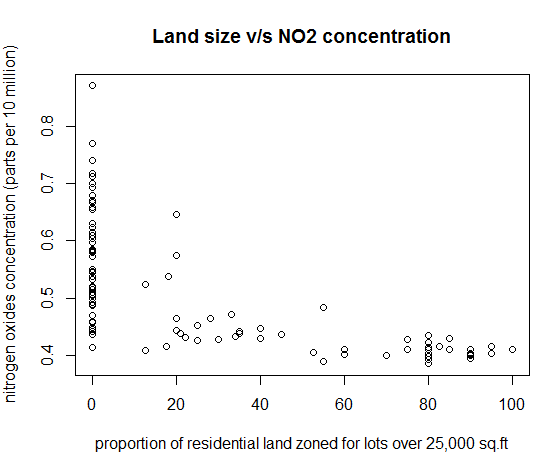 Land size v/s NO2 concentration
nitrogen oxides concentration (parts per 10 million)
0.8
0.7
0.6
0.5
0.4
0 20 40 60 80 100
proportion of residential land zoned for lots over 25,000 sq.ft